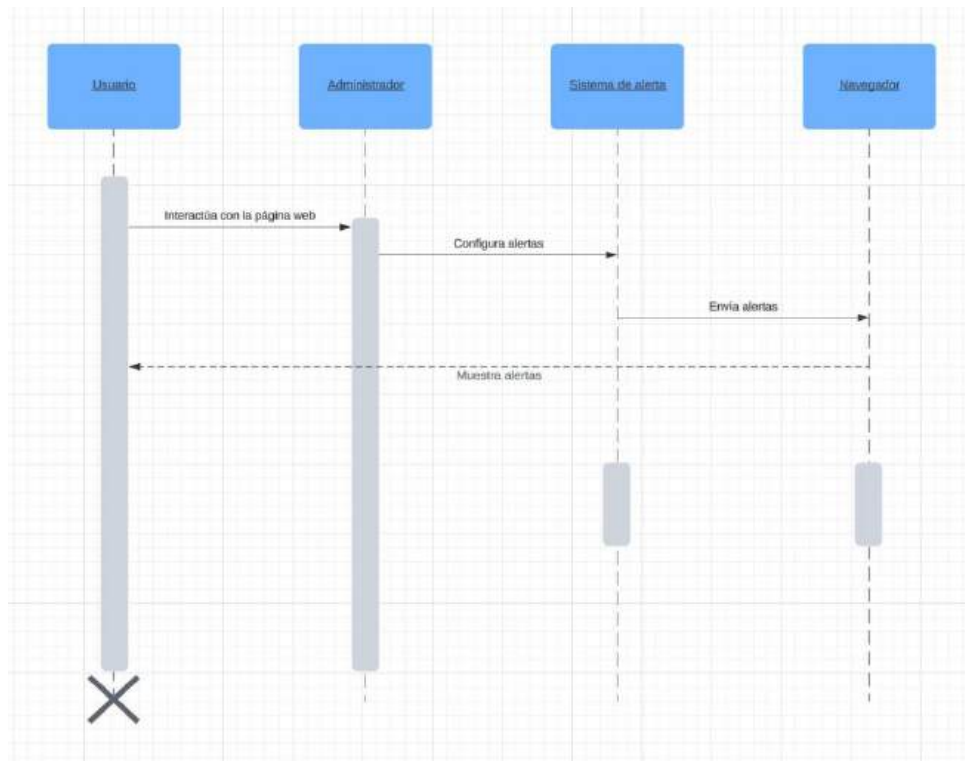 Usuario
Administrador
Sistema de alerta
Navegador
Interactúa con la página web
Configura alertas
Envía alertas
Muestra alertas